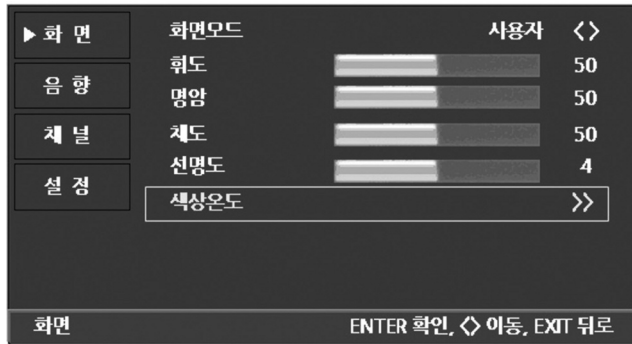 ▶화 면
음 향
채 널
설 정
화면모드 사용자 <>
휘도 50
명암 50
채도 50
선명도 4
색상온도 >>
화면 ENTER 확인, <> 이동, EXIT 뒤로